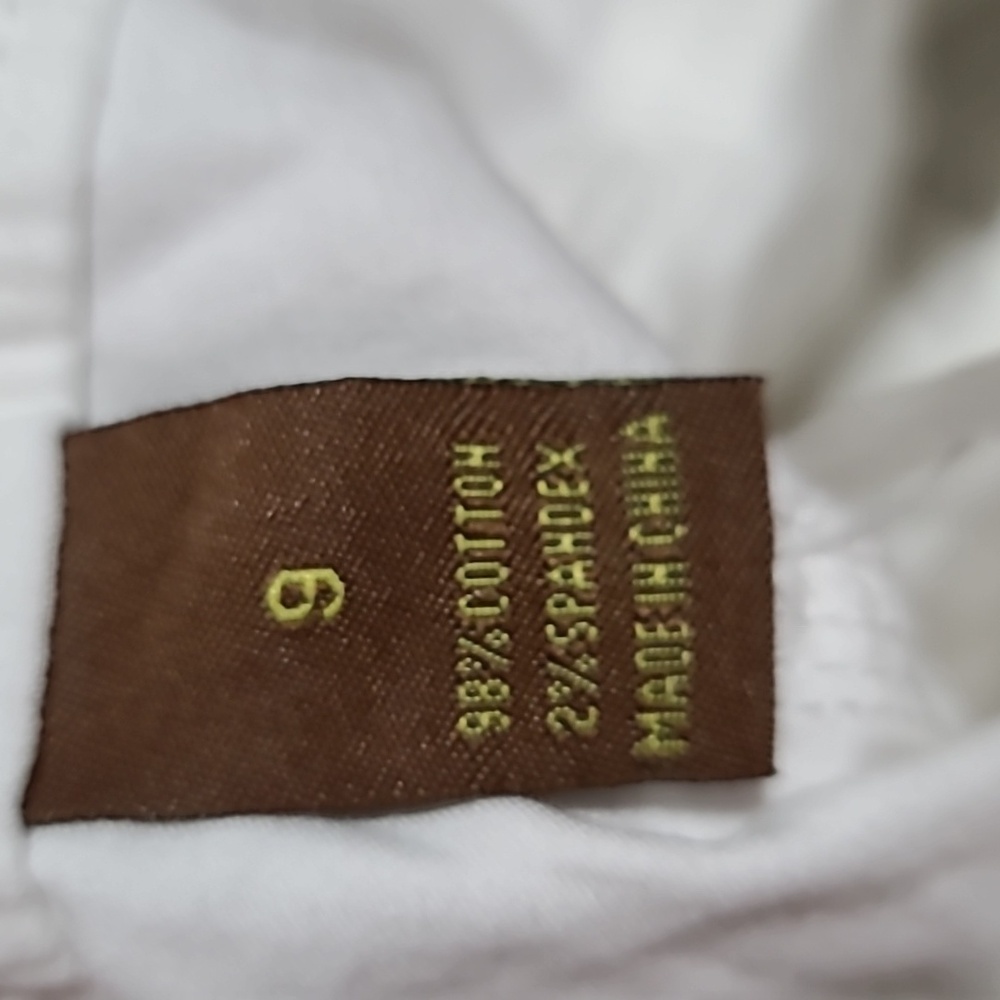 9
98% COTTON
2% SPANDEX
MADE IN CHINA